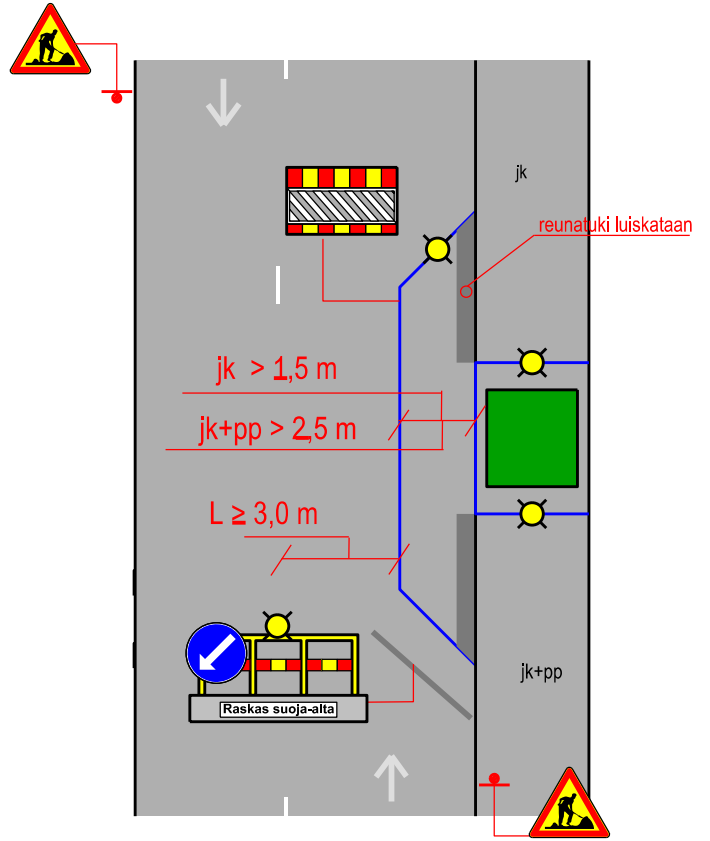 jk
reunatuki luiskataan
jk > 1,5 m
jk+pp > 2,5 m
L ≥ 3,0 m
jk+pp
Raskas suoja-alta